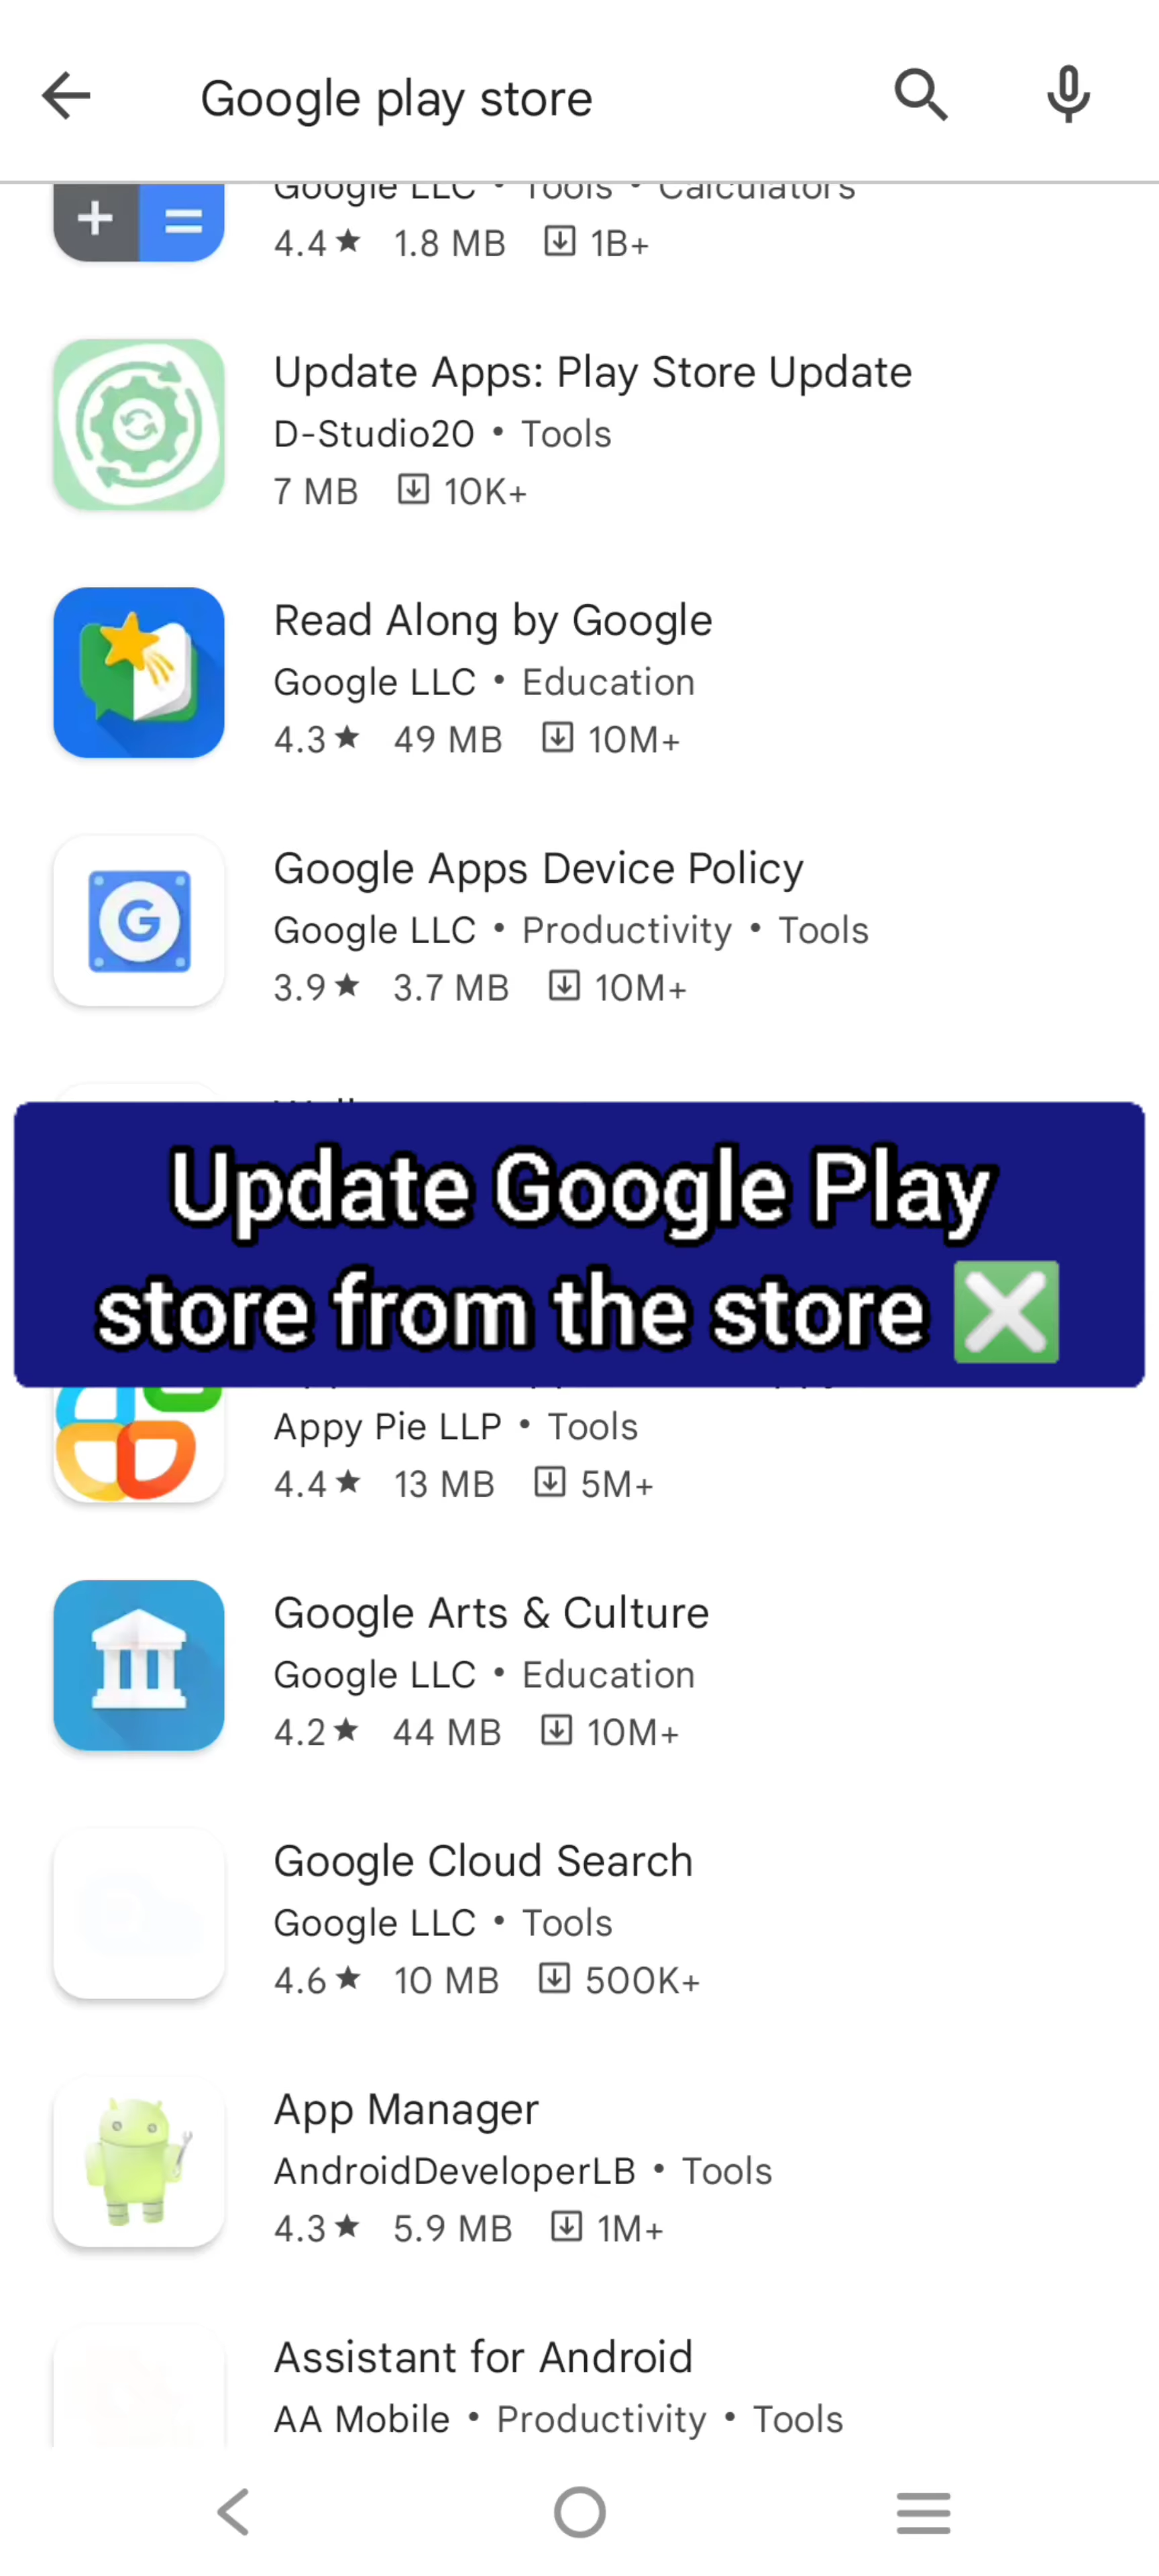 Google play store
Google LLC • Tools • Calculators
4.4★ 1.8 MB 1B+
Update Apps: Play Store Update
D-Studio20 • Tools
7 MB 10K+
Read Along by Google
Google LLC • Education
4.3★ 49 MB 10M+
Google Apps Device Policy
Google LLC • Productivity • Tools
3.9★ 3.7 MB 10M+
Update Google Play
store from the store ❎
Appy Pie LLP • Tools
4.4★ 13 MB 5M+
Google Arts & Culture
Google LLC • Education
4.2★ 44 MB 10M+
Google Cloud Search
Google LLC • Tools
4.6★ 10 MB 500K+
App Manager
AndroidDeveloperLB • Tools
4.3★ 5.9 MB 1M+
Assistant for Android
AA Mobile • Productivity • Tools